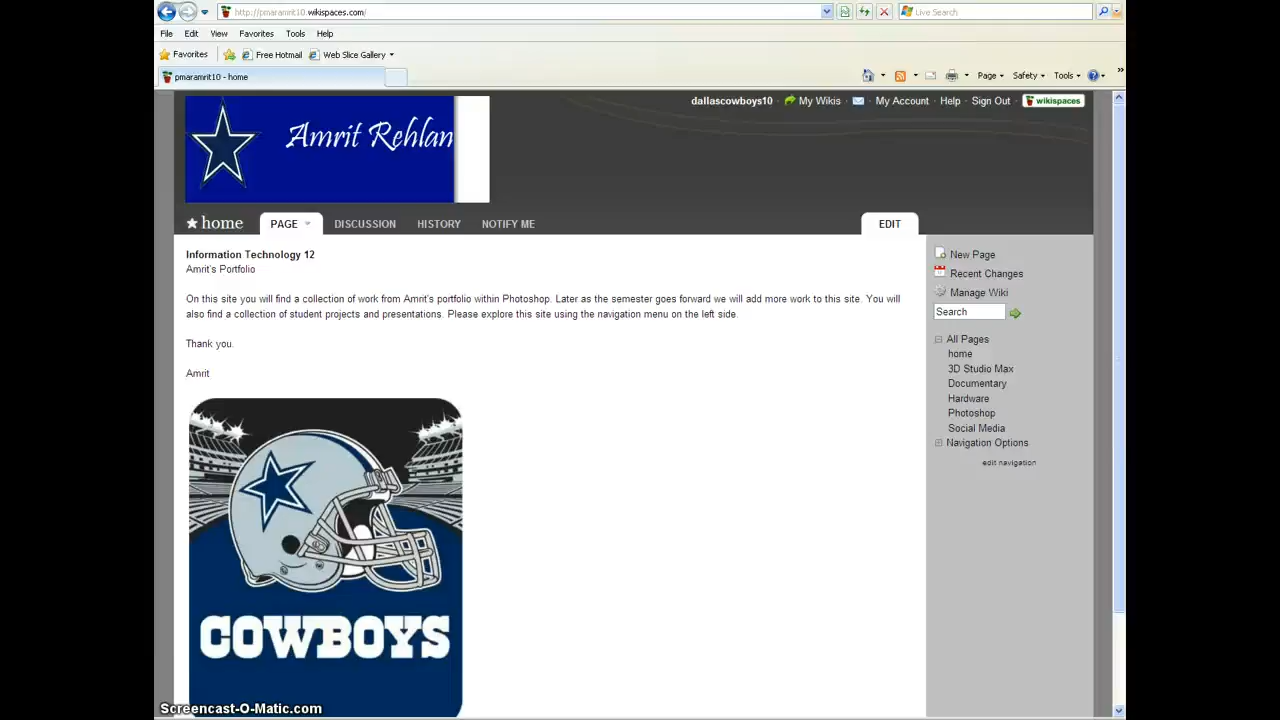 http://pmaramrit10.wikispaces.com/
Live Search
File Edit View Favorites Tools Help
Favorites Free Hotmail Web Slice Gallery
pmaramrit10 - home
Page Safety Tools
Amrit Rehlan
dallascowboys10 My Wikis My Account Help Sign Out wikispaces
home PAGE DISCUSSION HISTORY NOTIFY ME EDIT
Information Technology 12
Amrit's Portfolio
On this site you will find a collection of work from Amrit's portfolio within Photoshop. Later as the semester goes forward we will add more work to this site. You will
also find a collection of student projects and presentations. Please explore this site using the navigation menu on the left side.
Thank you.
Amrit
COWBOYS
New Page
Recent Changes
Manage Wiki
Search
All Pages
home
3D Studio Max
Documentary
Hardware
Photoshop
Social Media
Navigation Options
edit navigation
Screencast-O-Matic.com